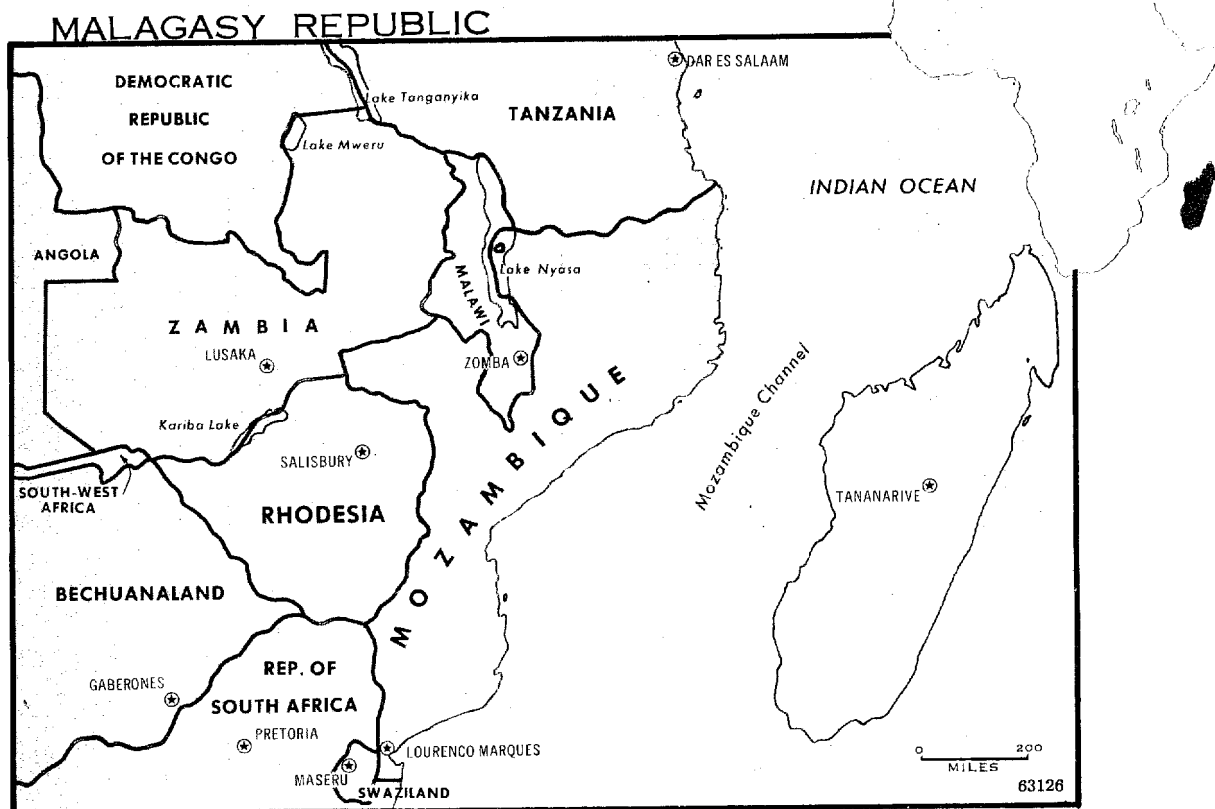 MALAGASY REPUBLIC
DAR ES SALAAM
DEMOCRATIC
REPUBLIC
OF THE CONGO
Lake Tanganyika
TANZANIA
Lake Mweru
INDIAN OCEAN
ANGOLA
Lake Nyasa
MALAWI
ZAMBIA
LUSAKA
ZOMBA
MOZAMBIQUE
Mozambique Channel
Kariba Lake
SALISBURY
SOUTH-WEST
AFRICA
RHODESIA
TANANARIVE
BECHUANALAND
REP. OF
SOUTH AFRICA
GABERONES
PRETORIA
LOURENCO MARQUES
MASERU
SWAZILAND
0 200
MILES
63126